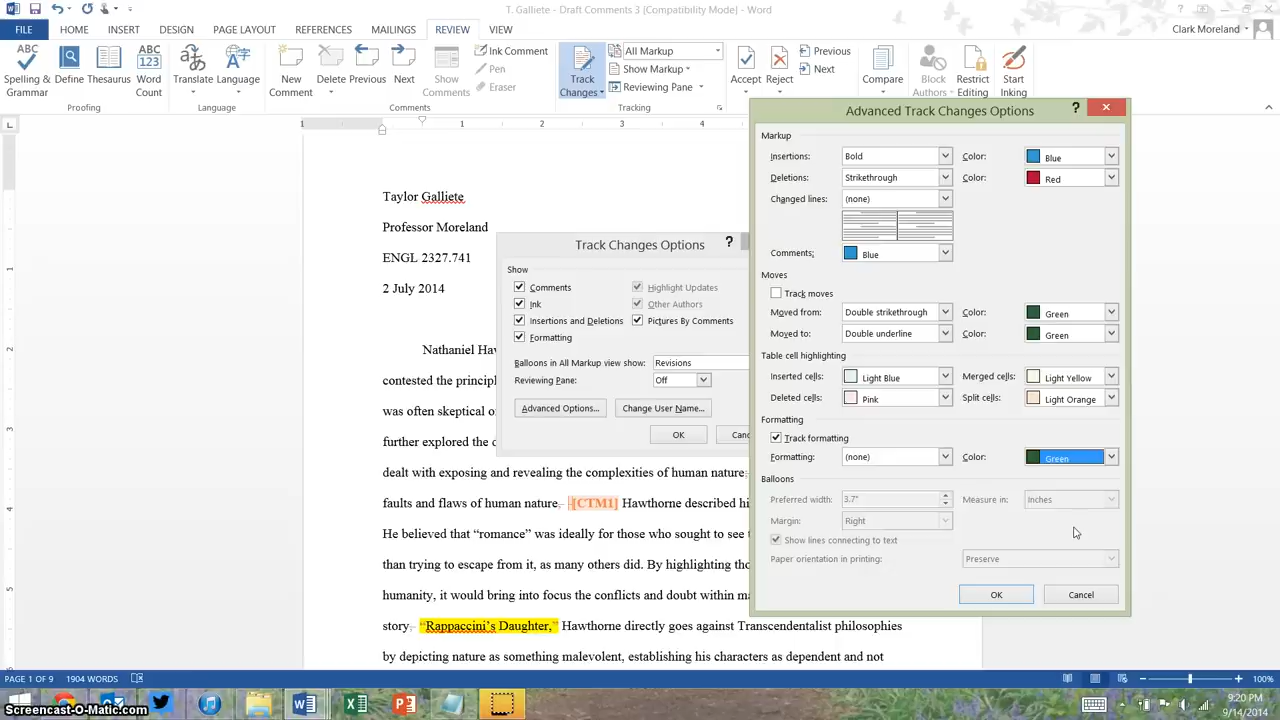 T. Galliete - Draft Comments 3 [Compatibility Mode] - Word
FILE HOME INSERT DESIGN PAGE LAYOUT REFERENCES MAILINGS REVIEW VIEW Clark Moreland
Spelling & Grammar Define Thesaurus Word Count
Translate Language
New Comment Delete Previous Next Show Comments
Ink Comment
Pen
Eraser
Track Changes
All Markup
Show Markup
Reviewing Pane
Accept Reject
Previous
Next
Compare
Block Authors Restrict Editing
Start Inking
Proofing Language Comments Tracking
1 1 2 3 4
Taylor Galliete
Professor Moreland
ENGL 2327.741
2 July 2014
Nathaniel Haw
contested the principl
was often skeptical o
further explored the d
dealt with exposing and revealing the complexities of human nature
faults and flaws of human nature. [CTM1] Hawthorne described hi
He believed that “romance” was ideally for those who sought to see t
than trying to escape from it, as many others did. By highlighting tho
humanity, it would bring into focus the conflicts and doubt within ma
story, “Rappaccini’s Daughter,” Hawthorne directly goes against Transcendentalist philosophies
by depicting nature as something malevolent, establishing his characters as dependent and not
Track Changes Options ?
Show
Comments Highlight Updates
Ink Other Authors
Insertions and Deletions Pictures By Comments
Formatting
Balloons in All Markup view show: Revisions
Reviewing Pane: Off
Advanced Options... Change User Name...
OK Canc
Advanced Track Changes Options ?
Markup
Insertions: Bold Color: Blue
Deletions: Strikethrough Color: Red
Changed lines: (none)
Comments: Blue
Moves
Track moves
Moved from: Double strikethrough Color: Green
Moved to: Double underline Color: Green
Table cell highlighting
Inserted cells: Light Blue Merged cells: Light Yellow
Deleted cells: Pink Split cells: Light Orange
Formatting
Track formatting
Formatting: (none) Color: Green
Balloons
Preferred width: 3.7" Measure in: Inches
Margin: Right
Show lines connecting to text
Paper orientation in printing: Preserve
OK Cancel
PAGE 1 OF 9 1904 WORDS 100%
Screencast-O-Matic.com
9:20 PM
9/14/2014